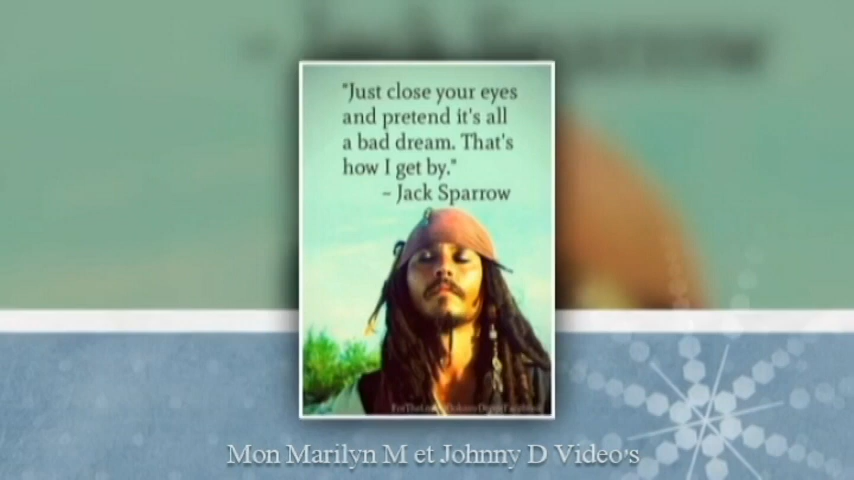 "Just close your eyes
and pretend it's all
a bad dream. That's
how I get by."
– Jack Sparrow
Mon Marilyn M et Johnny D Video's